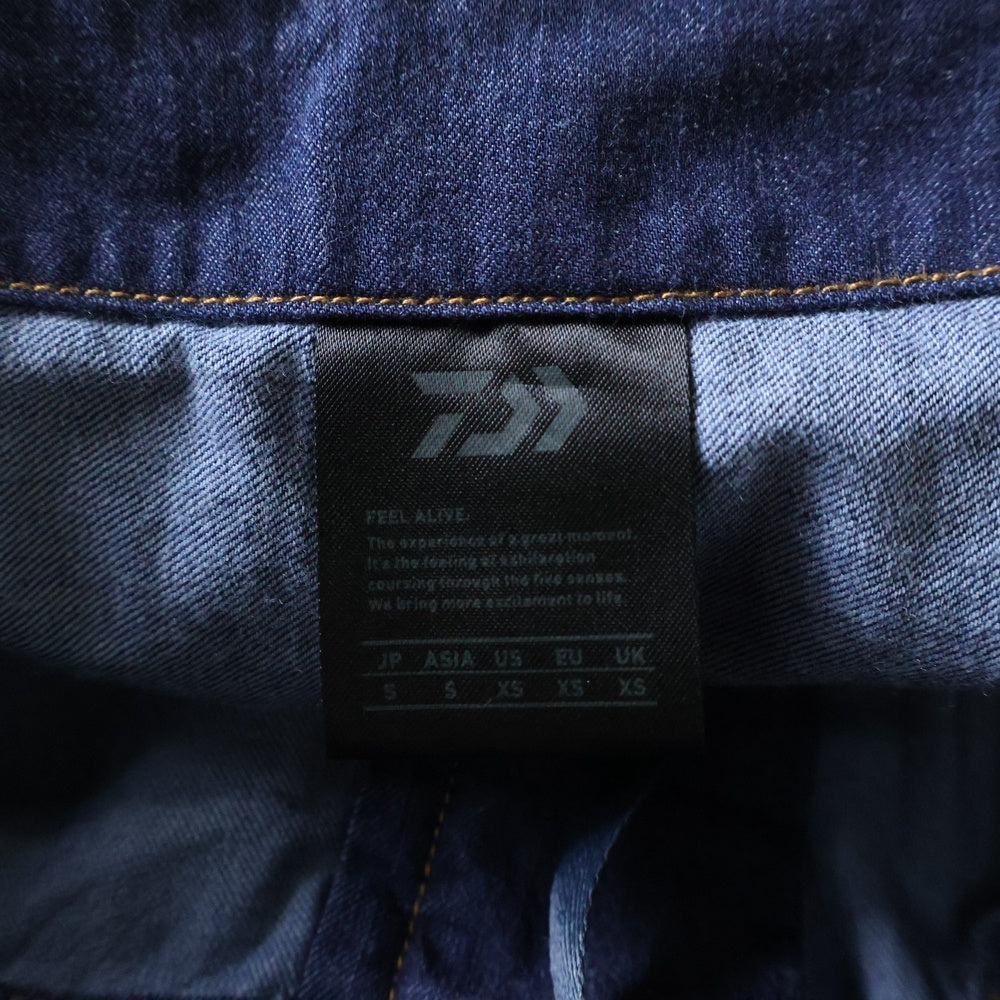 FEEL ALIVE.
The experience of a great moment.
It's the feeling of exhilaration
coursing through the five senses.
We bring more excitement to life.
JP ASIA US EU UK
S S XS XS XS